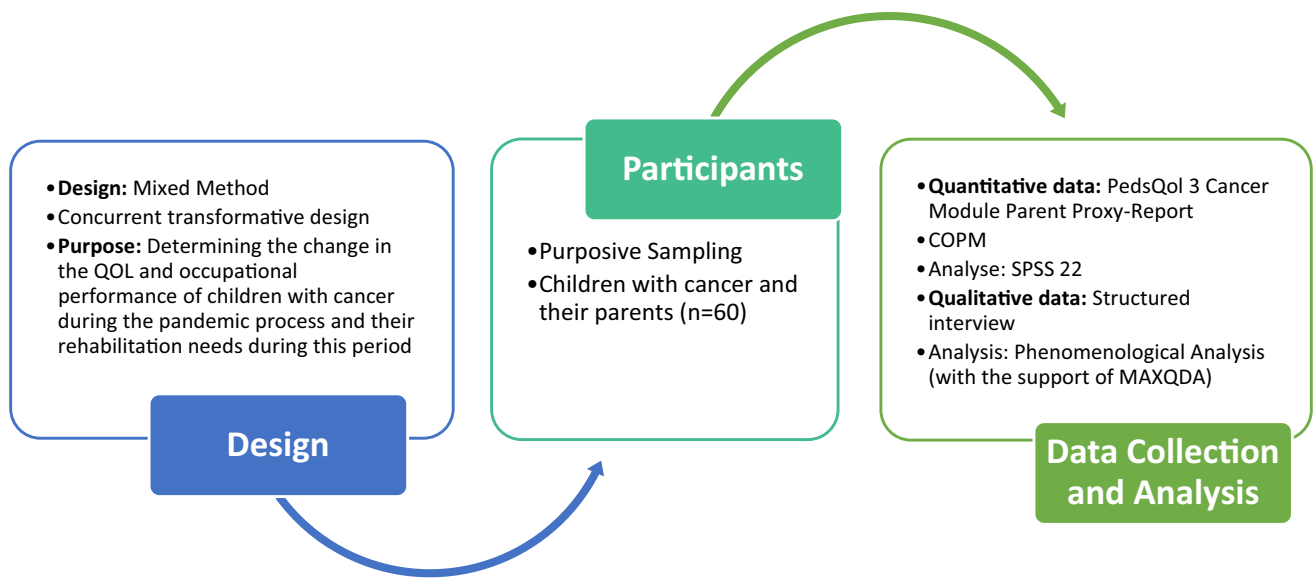 •Design: Mixed Method
•Concurrent transformative design
•Purpose: Determining the change in
the QOL and occupational
performance of children with cancer
during the pandemic process and their
rehabilitation needs during this period
Design
Participants
•Purposive Sampling
•Children with cancer and
their parents (n=60)
•Quantitative data: PedsQol 3 Cancer
Module Parent Proxy-Report
•COPM
•Analyse: SPSS 22
•Qualitative data: Structured
interview
•Analysis: Phenomenological Analysis
(with the support of MAXQDA)
Data Collection
and Analysis